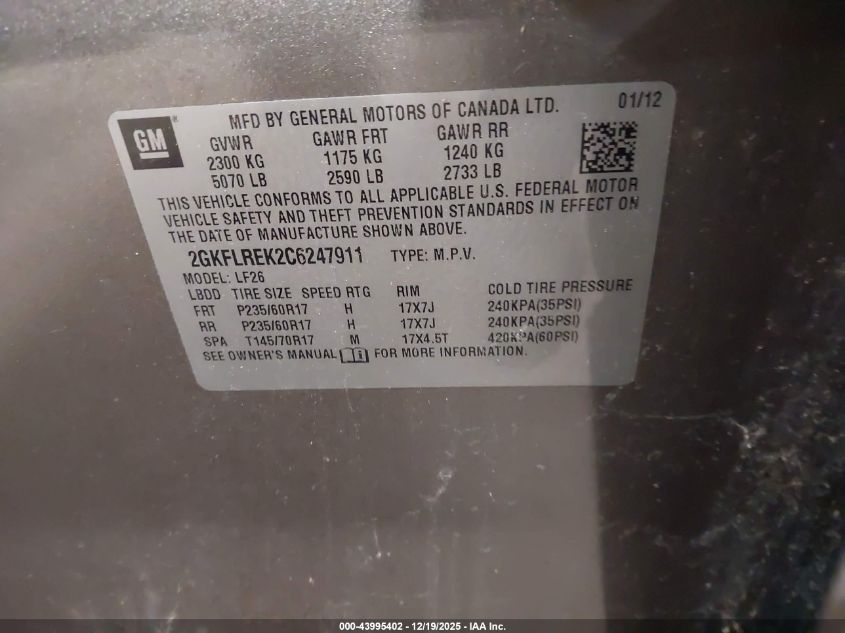 GM
MFD BY GENERAL MOTORS OF CANADA LTD. 01/12
GVWR GAWR FRT GAWR RR
2300 KG 1175 KG 1240 KG
5070 LB 2590 LB 2733 LB
THIS VEHICLE CONFORMS TO ALL APPLICABLE U.S. FEDERAL MOTOR
VEHICLE SAFETY AND THEFT PREVENTION STANDARDS IN EFFECT ON
THE DATE OF MANUFACTURE SHOWN ABOVE.
2GKFLREK2C6247911 TYPE: M.P.V.
MODEL: LF26
LBDD TIRE SIZE SPEED RTG RIM COLD TIRE PRESSURE
FRT P235/60R17 H 17X7J 240KPA(35PSI)
RR P235/60R17 H 17X7J 240KPA(35PSI)
SPA T145/70R17 M 17X4.5T 420KPA(60PSI)
SEE OWNER'S MANUAL FOR MORE INFORMATION.
000-43995402 - 12/19/2025 - IAA Inc.